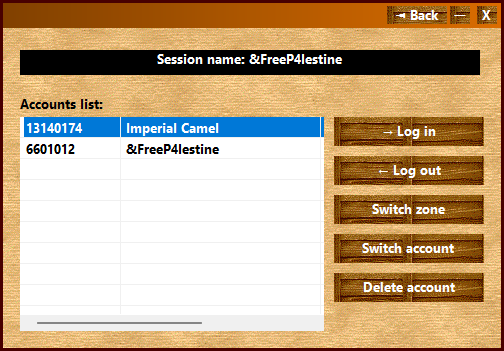 ⇥ Back — X
Session name: &FreeP4lestine
Accounts list:
13140174 Imperial Camel
6601012 &FreeP4lestine
→ Log in
← Log out
Switch zone
Switch account
Delete account